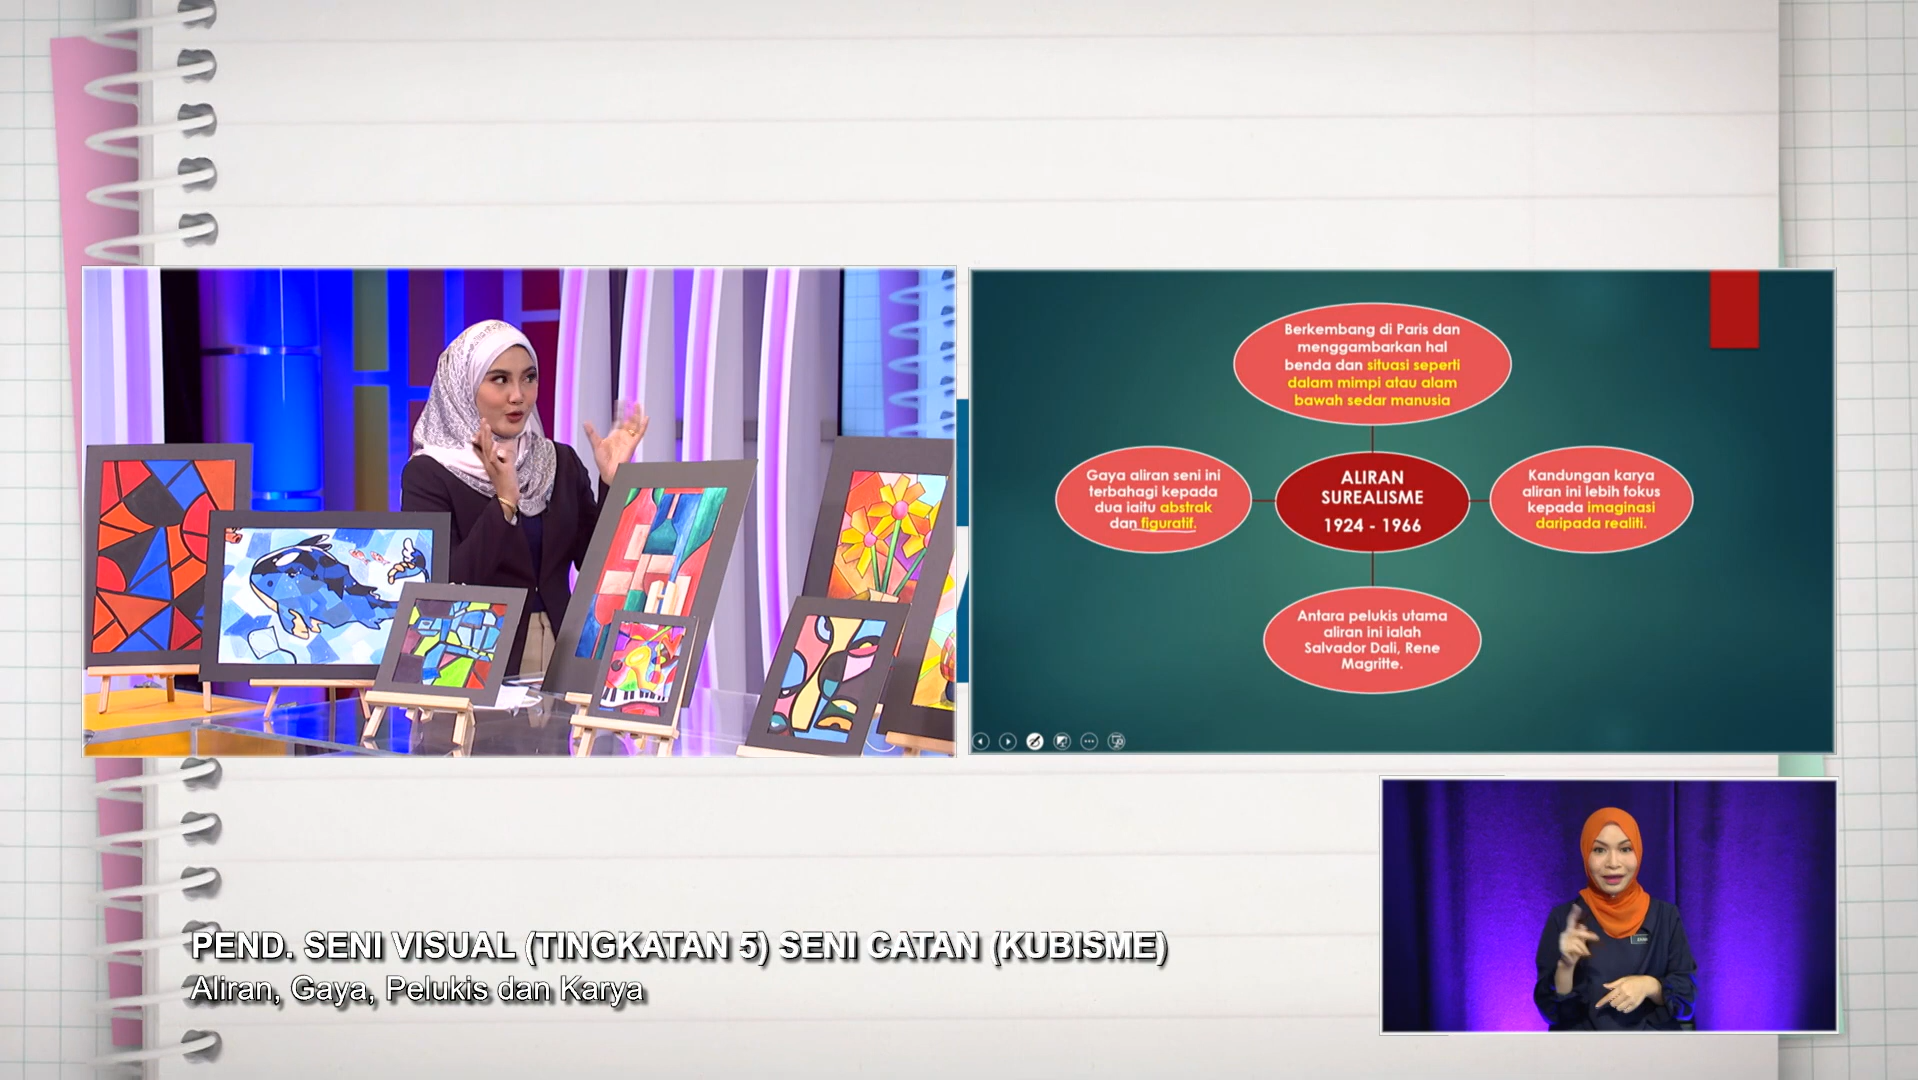 Berkembang di Paris dan
menggambarkan hal
benda dan situasi seperti
dalam mimpi atau alam
bawah sedar manusia
Gaya aliran seni ini
terbahagi kepada
dua iaitu abstrak
dan figuratif.
ALIRAN
SUREALISME
1924 - 1966
Kandungan karya
aliran ini lebih fokus
kepada imaginasi
daripada realiti.
Antara pelukis utama
aliran ini ialah
Salvador Dali, Rene
Magritte.
PEND. SENI VISUAL (TINGKATAN 5) SENI CATAN (KUBISME)
Aliran, Gaya, Pelukis dan Karya